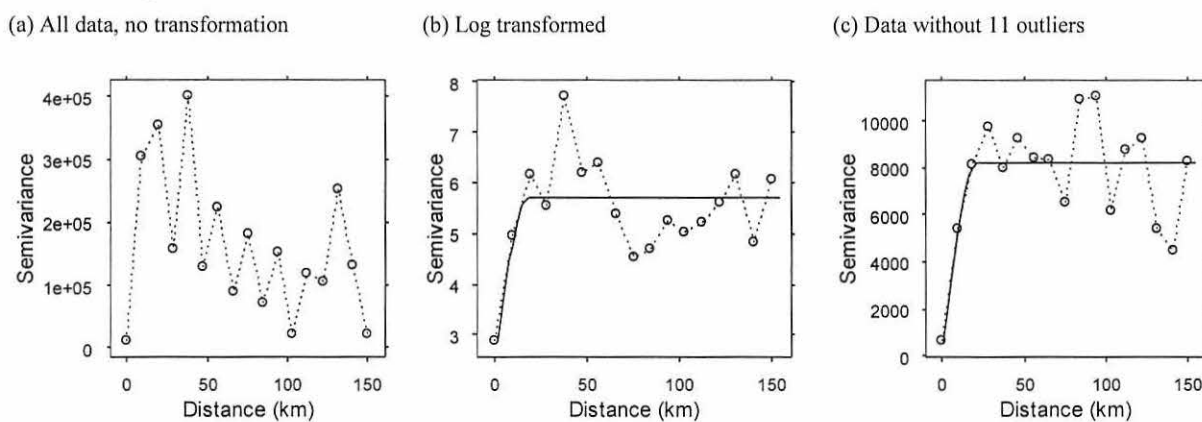 (a) All data, no transformation
(b) Log transformed
(c) Data without 11 outliers
Semivariance
4e+05
3e+05
2e+05
1e+05
0
0 50 100 150
Distance (km)
Semivariance
8
7
6
5
4
3
0 50 100 150
Distance (km)
Semivariance
10000
8000
6000
4000
2000
0
0 50 100 150
Distance (km)